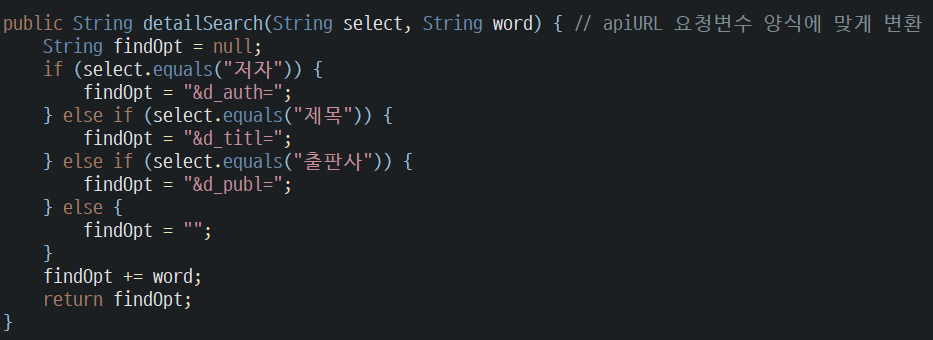 public String detailSearch(String select, String word) { // apiURL 요청변수 양식에 맞게 변환
    String findOpt = null;
    if (select.equals("저자")) {
        findOpt = "&d_auth=";
    } else if (select.equals("제목")) {
        findOpt = "&d_titl=";
    } else if (select.equals("출판사")) {
        findOpt = "&d_publ=";
    } else {
        findOpt = "";
    }
    findOpt += word;
    return findOpt;
}